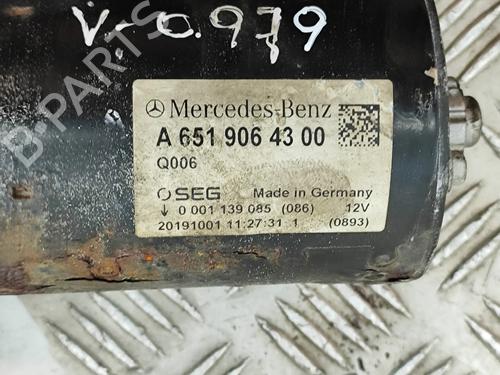 V-0.979
Mercedes-Benz
A 651 906 43 00
Q006
SEG Made in Germany
↓ 0 001 139 085 (086) 12V
20191001 11:27:31 1 (0893)
B-PARTS